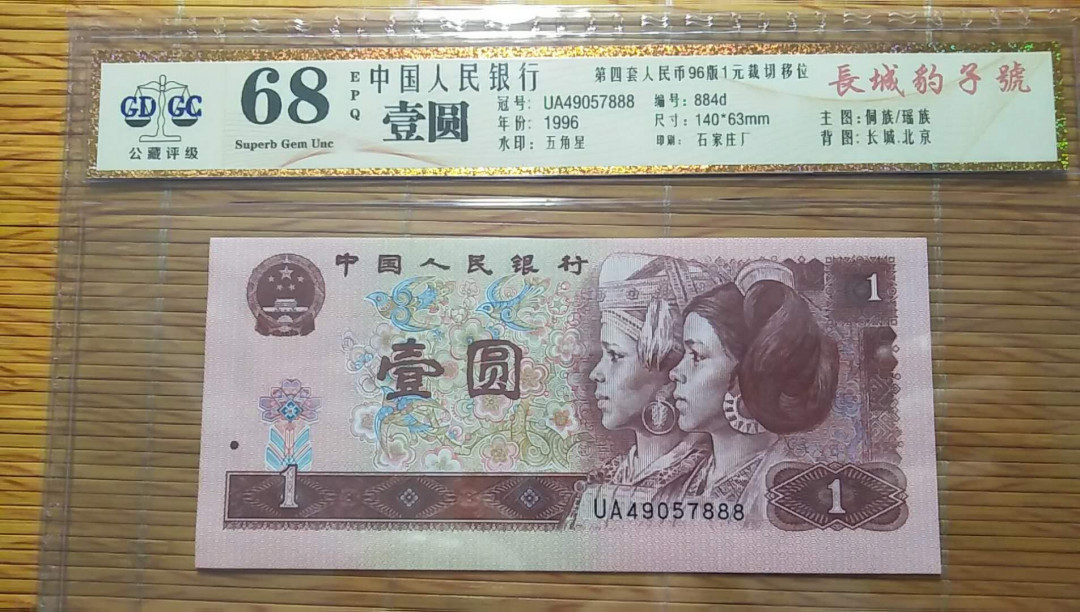 GD GC
公藏评级
68
EPQ
Superb Gem Unc
中国人民银行
壹圆
第四套人民币96版1元裁切移位
冠号: UA49057888 编号: 884d
年份: 1996 尺寸: 140*63mm
水印: 五角星 印刷: 石家庄厂
長城豹子號
主图: 侗族/瑶族
背图: 长城.北京
中国人民银行
1
壹圆
1
UA49057888
1